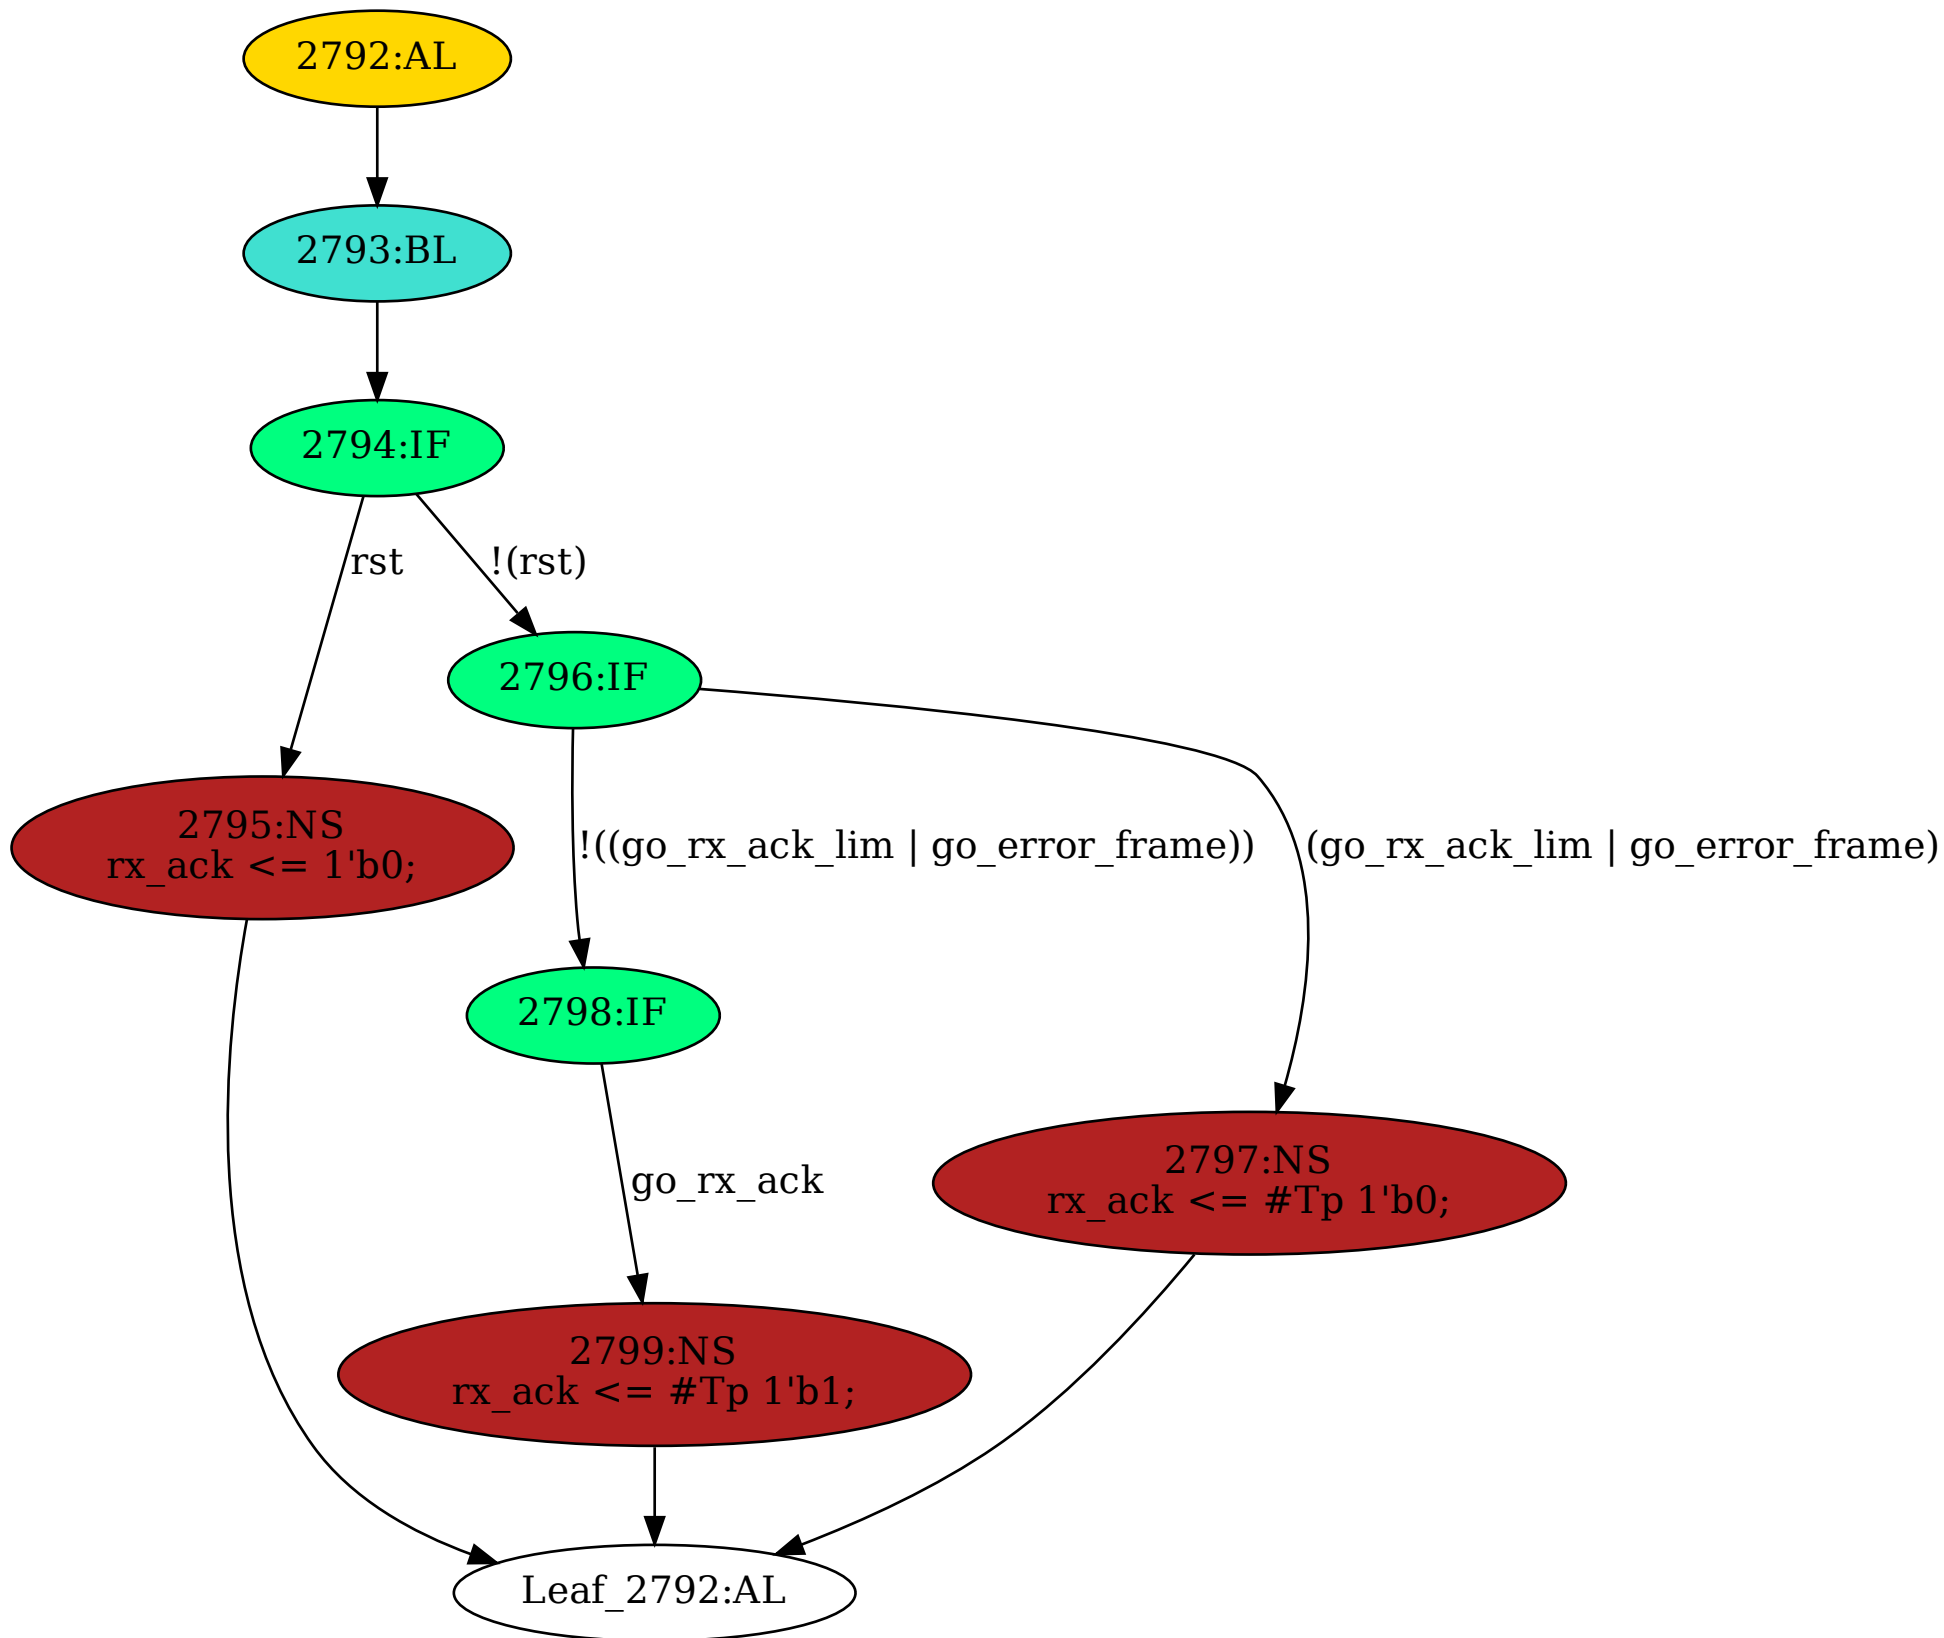 2792:AL
2793:BL
2794:IF
rst
!(rst)
2796:IF
2795:NS
rx_ack <= 1'b0;
!((go_rx_ack_lim | go_error_frame))
(go_rx_ack_lim | go_error_frame)
2798:IF
go_rx_ack
2797:NS
rx_ack <= #Tp 1'b0;
2799:NS
rx_ack <= #Tp 1'b1;
Leaf_2792:AL